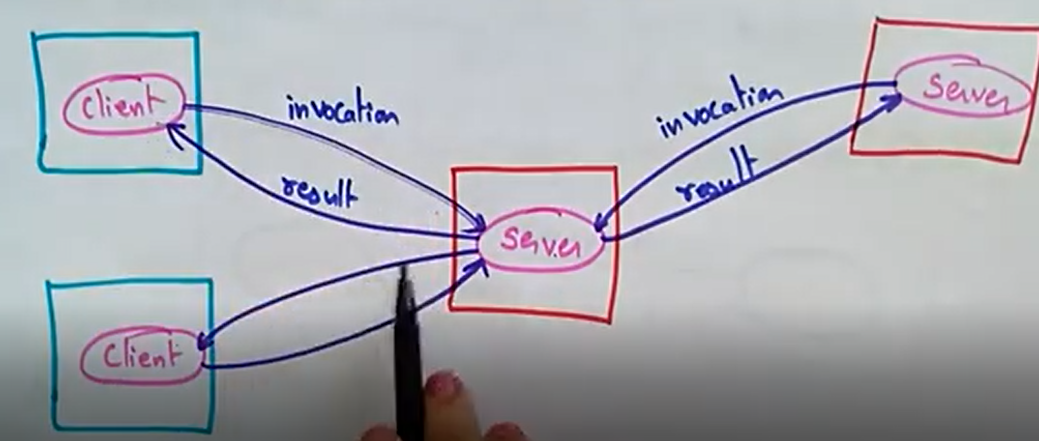 Client
invocation
result
Server
invocation
result
Server
Client